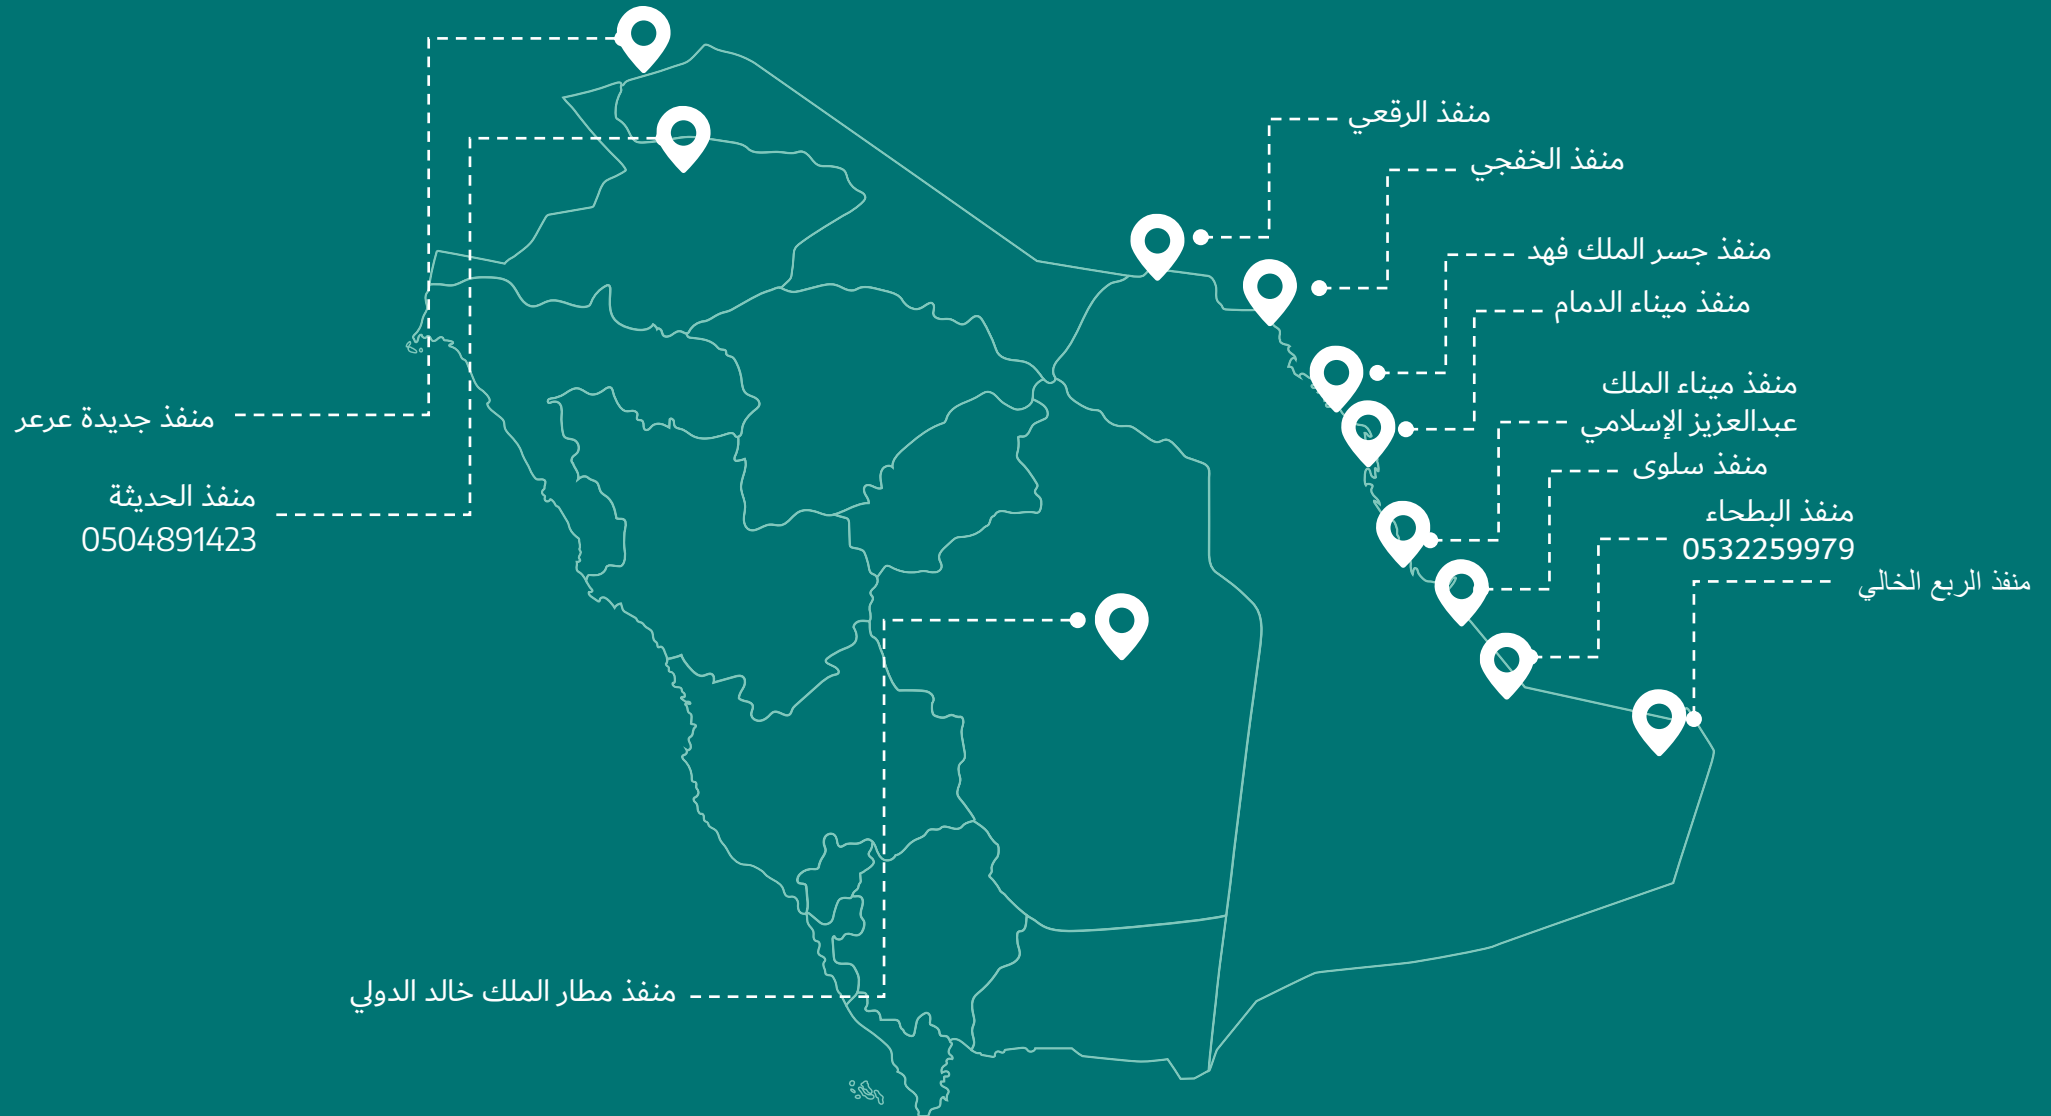 منفذ الرقعي
منفذ الخفجي
منفذ جسر الملك فهد
منفذ ميناء الدمام
منفذ ميناء الملك
عبدالعزيز الإسلامي
منفذ سلوى
منفذ البطحاء
0532259979
منفذ الربع الخالي
منفذ جديدة عرعر
منفذ الحديثة
0504891423
منفذ مطار الملك خالد الدولي